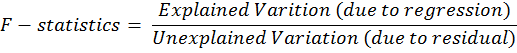 F − statistics = Explained Varition (due to regression) / Unexplained Variation (due to residual)